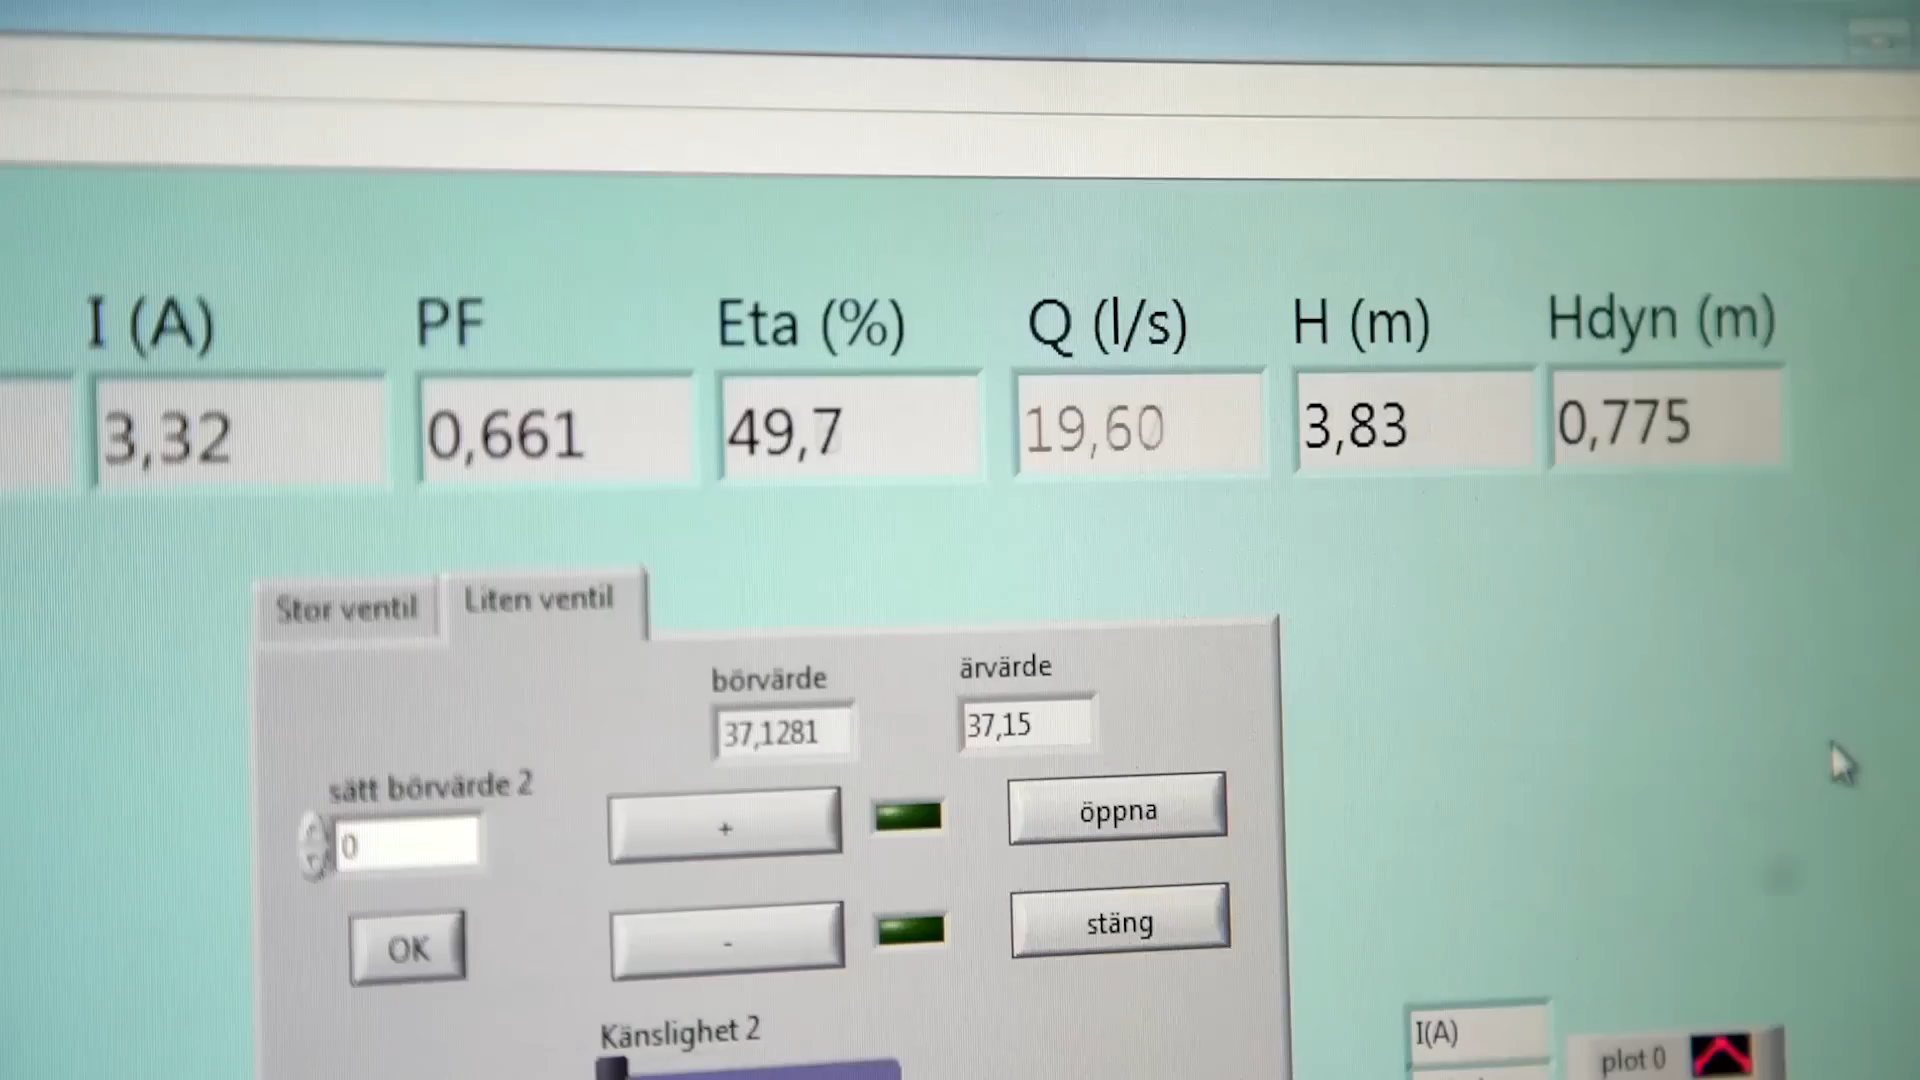 I (A) PF Eta (%) Q (l/s) H (m) Hdyn (m)
3,32 0,661 49,7 19,60 3,83 0,775
Stor ventil Liten ventil
börvärde ärvärde
37,1281 37,15
sätt börvärde 2
0
+ öppna
OK - stäng
Känslighet 2
I(A)
plot 0